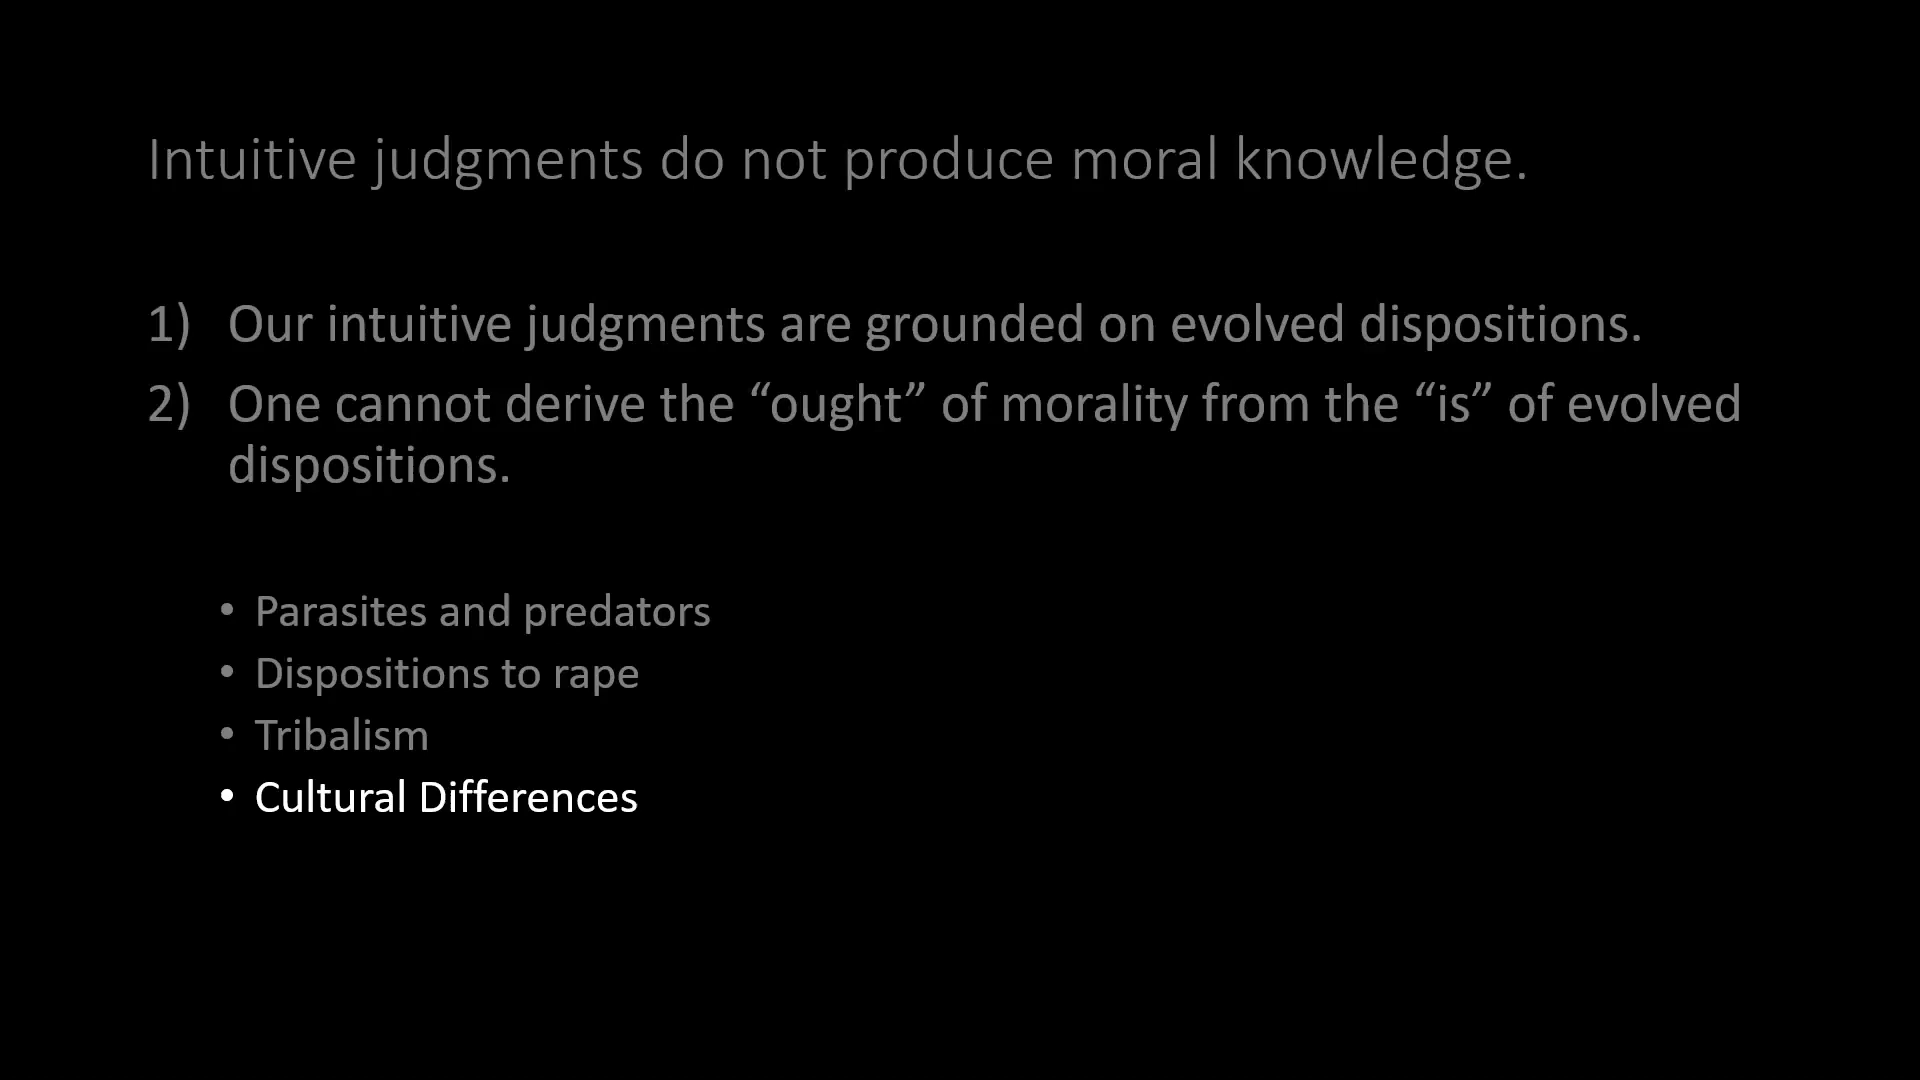 Intuitive judgments do not produce moral knowledge.
1) Our intuitive judgments are grounded on evolved dispositions.
2) One cannot derive the “ought” of morality from the “is” of evolved
dispositions.
• Parasites and predators
• Dispositions to rape
• Tribalism
• Cultural Differences